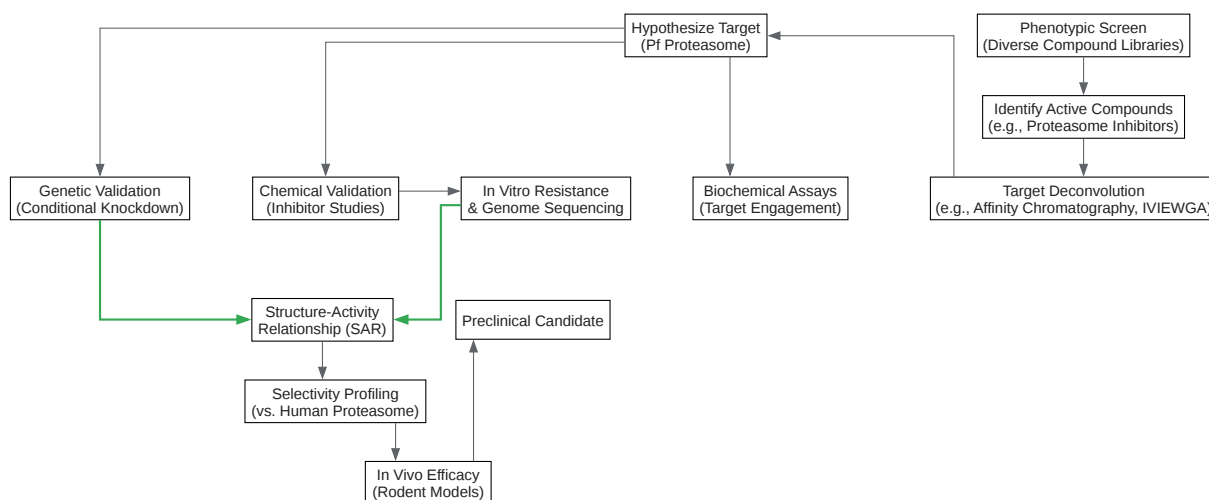 Hypothesize Target
(Pf Proteasome)
Phenotypic Screen
(Diverse Compound Libraries)
Identify Active Compounds
(e.g., Proteasome Inhibitors)
Genetic Validation
(Conditional Knockdown)
Chemical Validation
(Inhibitor Studies)
In Vitro Resistance
& Genome Sequencing
Biochemical Assays
(Target Engagement)
Target Deconvolution
(e.g., Affinity Chromatography, IVIEWGA)
Structure-Activity
Relationship (SAR)
Preclinical Candidate
Selectivity Profiling
(vs. Human Proteasome)
In Vivo Efficacy
(Rodent Models)